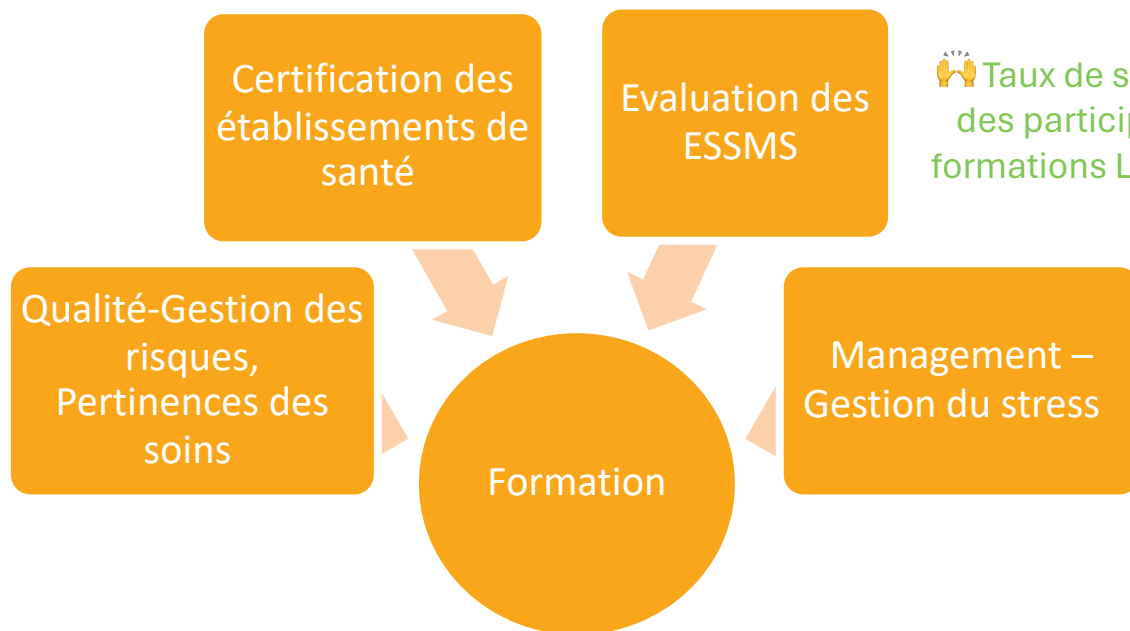 Certification des
établissements de
santé
Evaluation des
ESSMS
Taux de
des
formations
Qualité-Gestion des
risques,
Pertinences des
soins
Management –
Gestion du stress
Formation